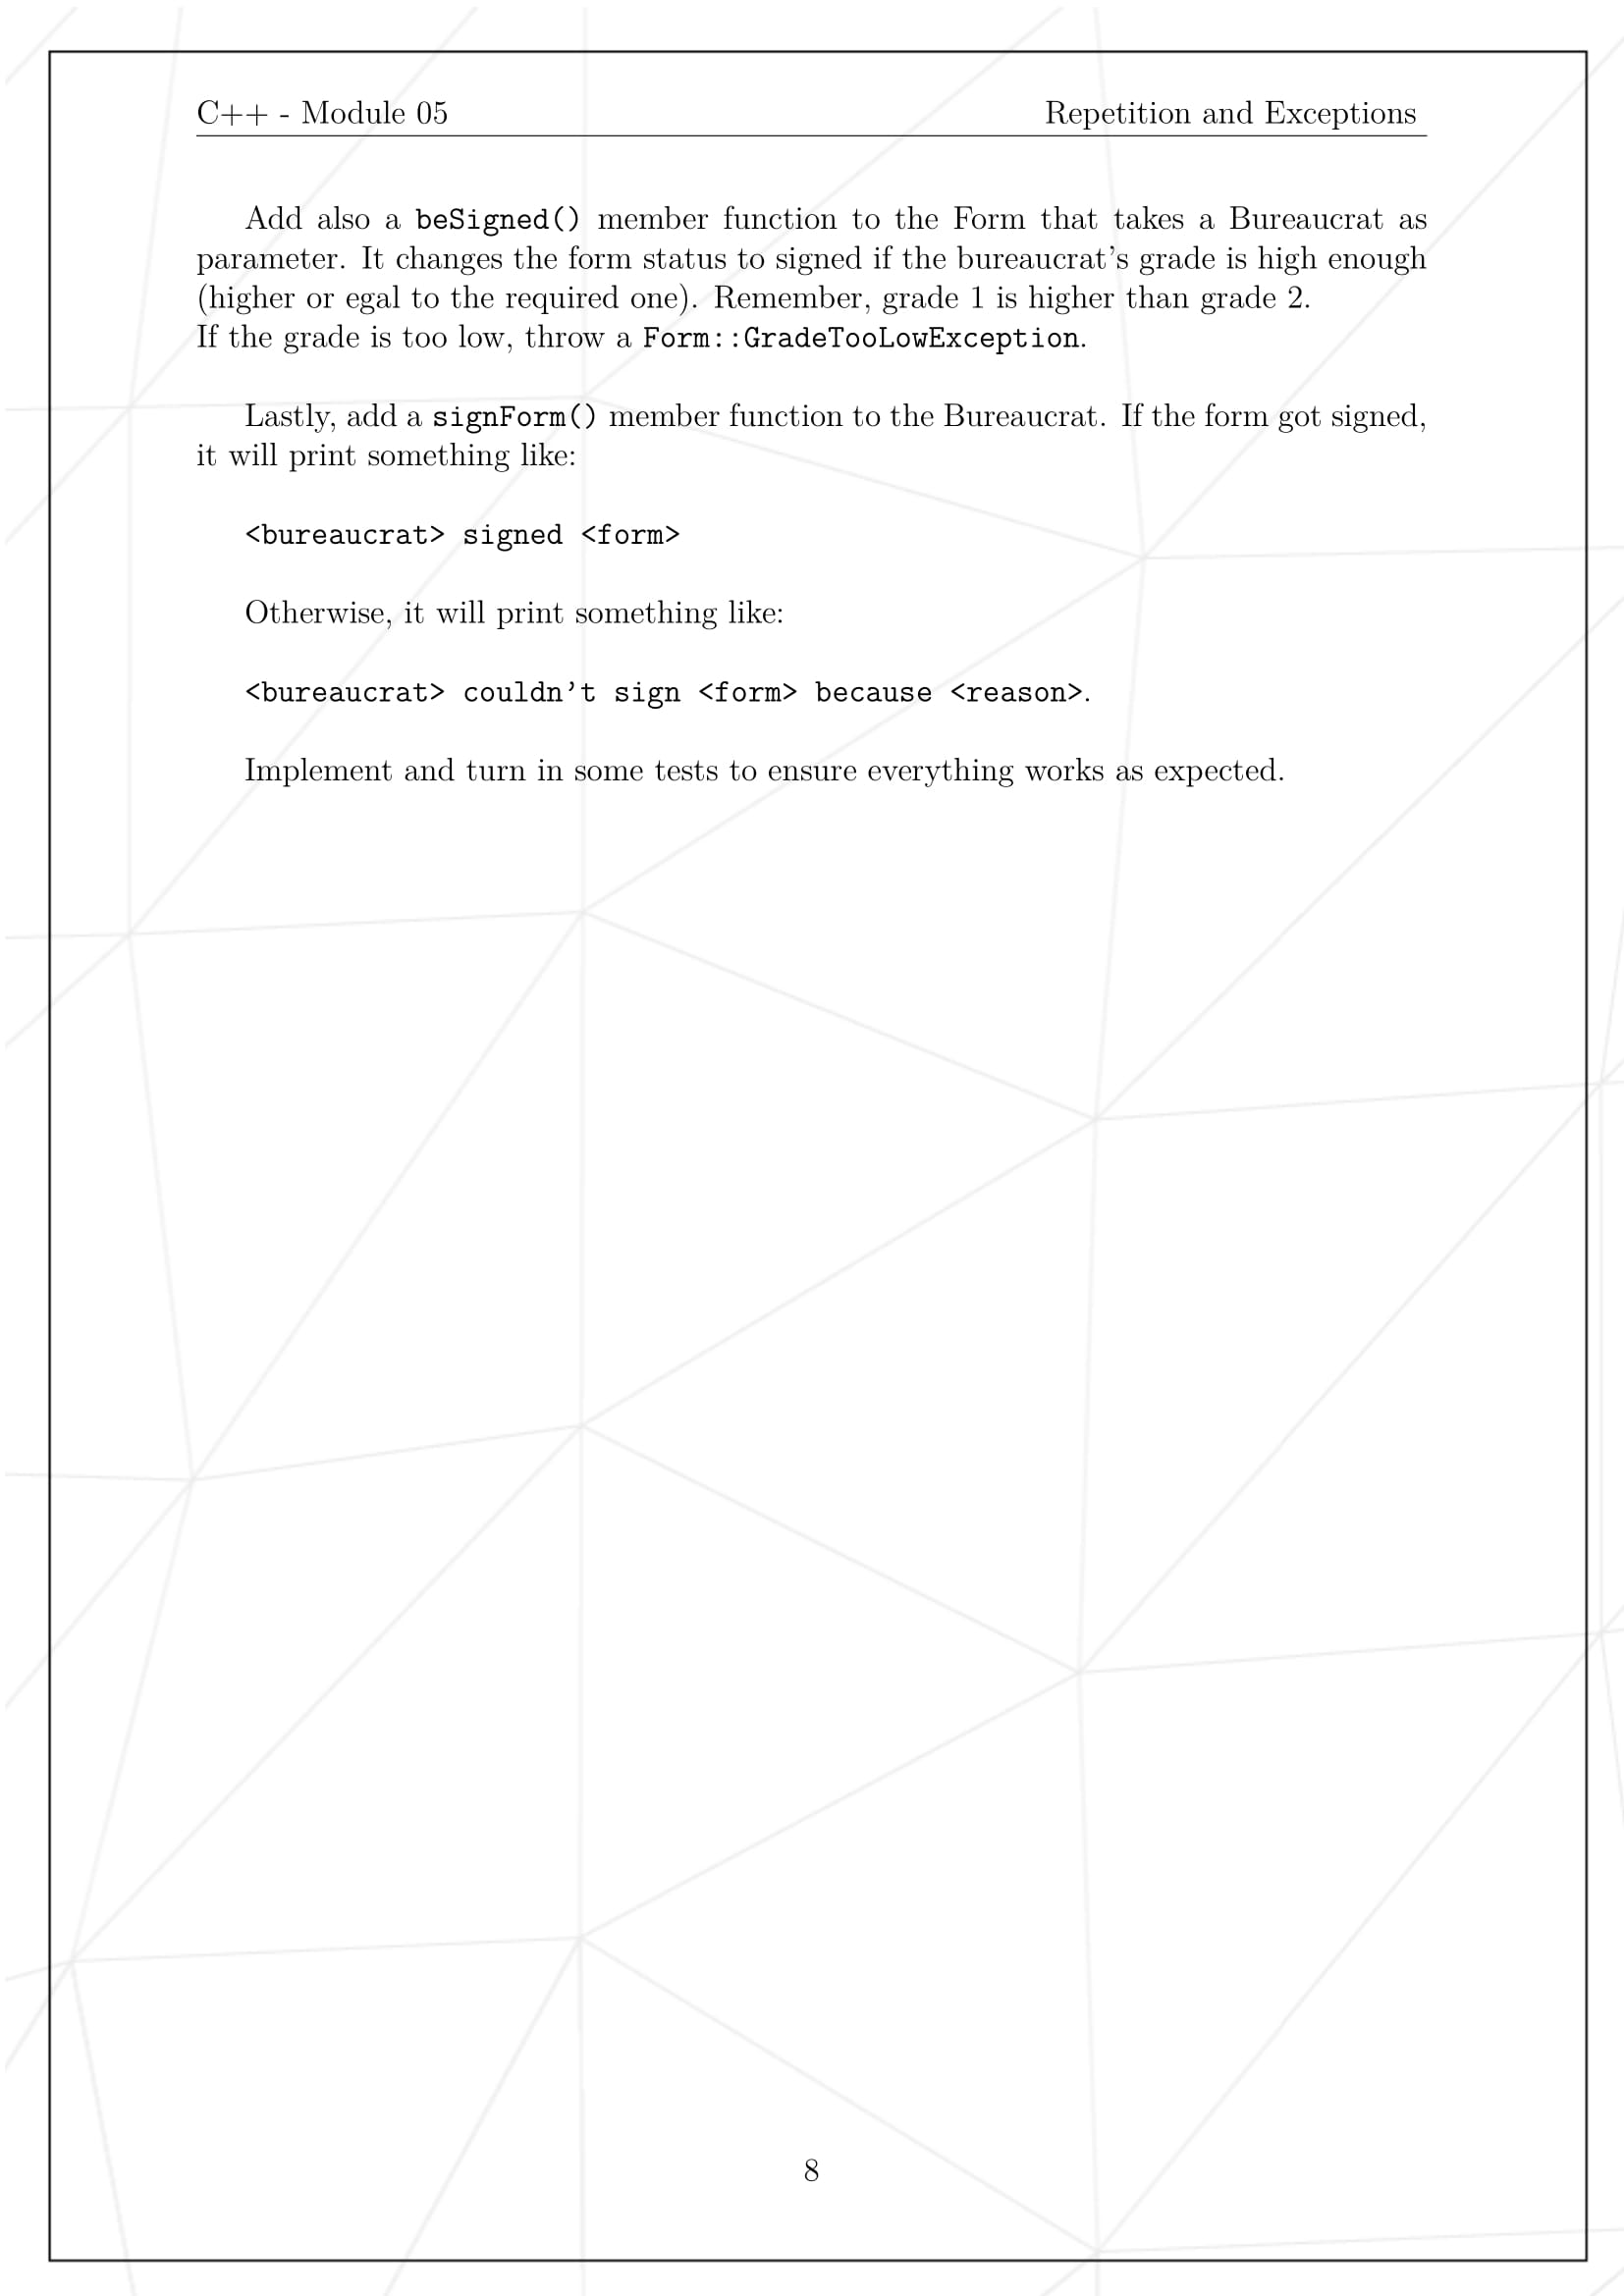 C++ - Module 05 Repetition and Exceptions
Add also a beSigned() member function to the Form that takes a Bureaucrat as
parameter. It changes the form status to signed if the bureaucrat's grade is high enough
(higher or egal to the required one). Remember, grade 1 is higher than grade 2.
If the grade is too low, throw a Form::GradeTooLowException.
Lastly, add a signForm() member function to the Bureaucrat. If the form got signed,
it will print something like:
<bureaucrat> signed <form>
Otherwise, it will print something like:
<bureaucrat> couldn't sign <form> because <reason>.
Implement and turn in some tests to ensure everything works as expected.
8